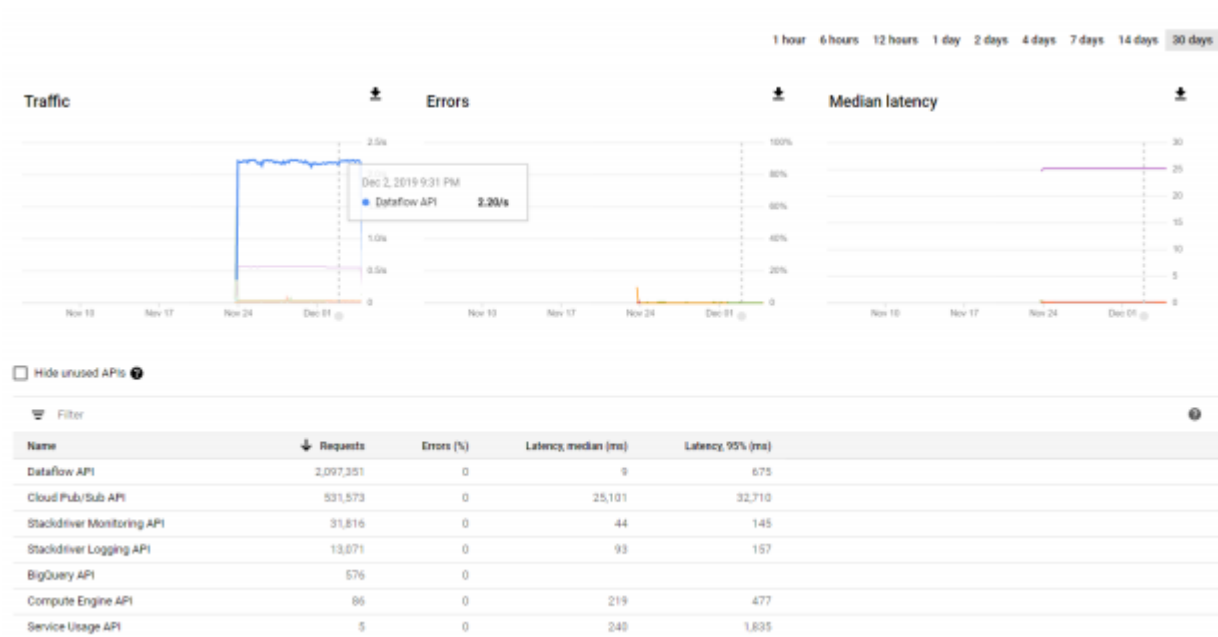 1 hour 6 hours 12 hours 1 day 2 days 4 days 7 days 14 days 30 days
Traffic
2.5/s
Dec 2, 2019 9:31 PM
Dataflow API 2.20/s
1.0/s
0.5/s
0
Nov 10 Nov 17 Nov 24 Dec 01
Errors
100%
80%
60%
40%
20%
0
Nov 10 Nov 17 Nov 24 Dec 01
Median latency
30
25
20
15
10
5
0
Nov 10 Nov 17 Nov 24 Dec 01
Hide unused APIs
Filter
Name Requests Errors (%) Latency, median (ms) Latency, 95% (ms)
Dataflow API 2,097,351 0 9 675
Cloud Pub/Sub API 531,573 0 25,101 32,710
Stackdriver Monitoring API 31,816 0 44 145
Stackdriver Logging API 13,071 0 93 157
BigQuery API 576 0
Compute Engine API 86 0 219 477
Service Usage API 5 0 240 1,835